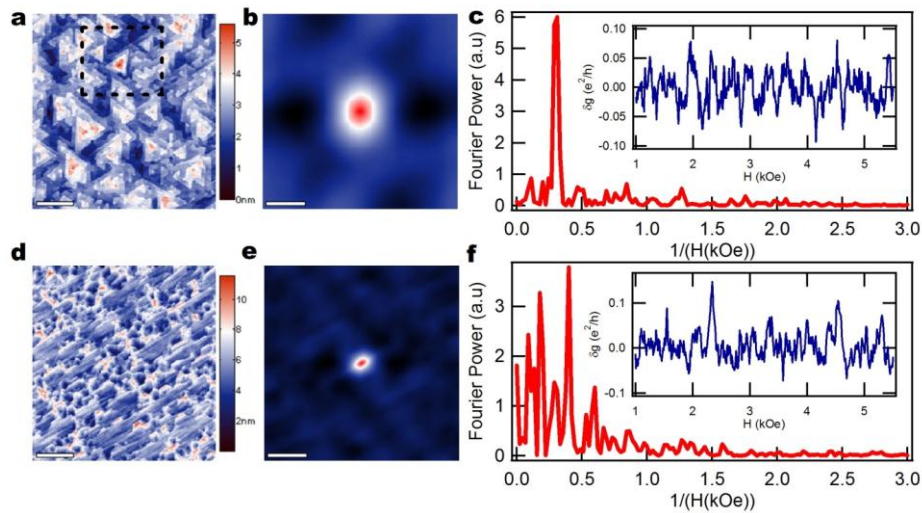 a
5
4
3
2
1
0nm
b
c
Fourier Power (a.u)
6
5
4
3
2
1
0
0.0 0.5 1.0 1.5 2.0 2.5 3.0
1/(H(kOe))
δg (e²/h)
0.10
0.05
0.00
-0.05
-0.10
1 2 3 4 5
H (kOe)
d
10
8
6
4
2nm
e
f
Fourier Power (a.u)
3
2
1
0
0.0 0.5 1.0 1.5 2.0 2.5 3.0
1/(H(kOe))
δg (e²/h)
0.1
0.0
-0.1
1 2 3 4 5
H (kOe)